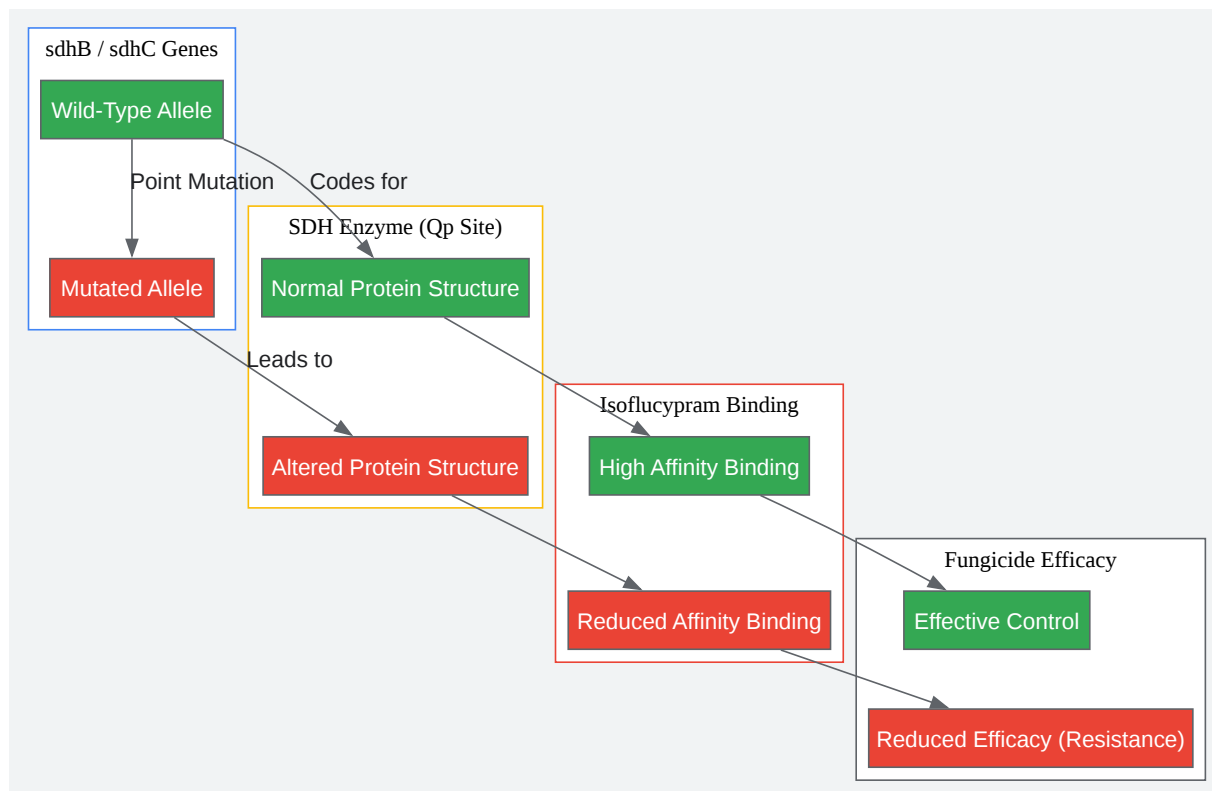 sdhB / sdhC Genes
Wild-Type Allele
Point Mutation
Codes for
SDH Enzyme (Qp Site)
Mutated Allele
Normal Protein Structure
Leads to
Isoflucypram Binding
Altered Protein Structure
High Affinity Binding
Fungicide Efficacy
Reduced Affinity Binding
Effective Control
Reduced Efficacy (Resistance)